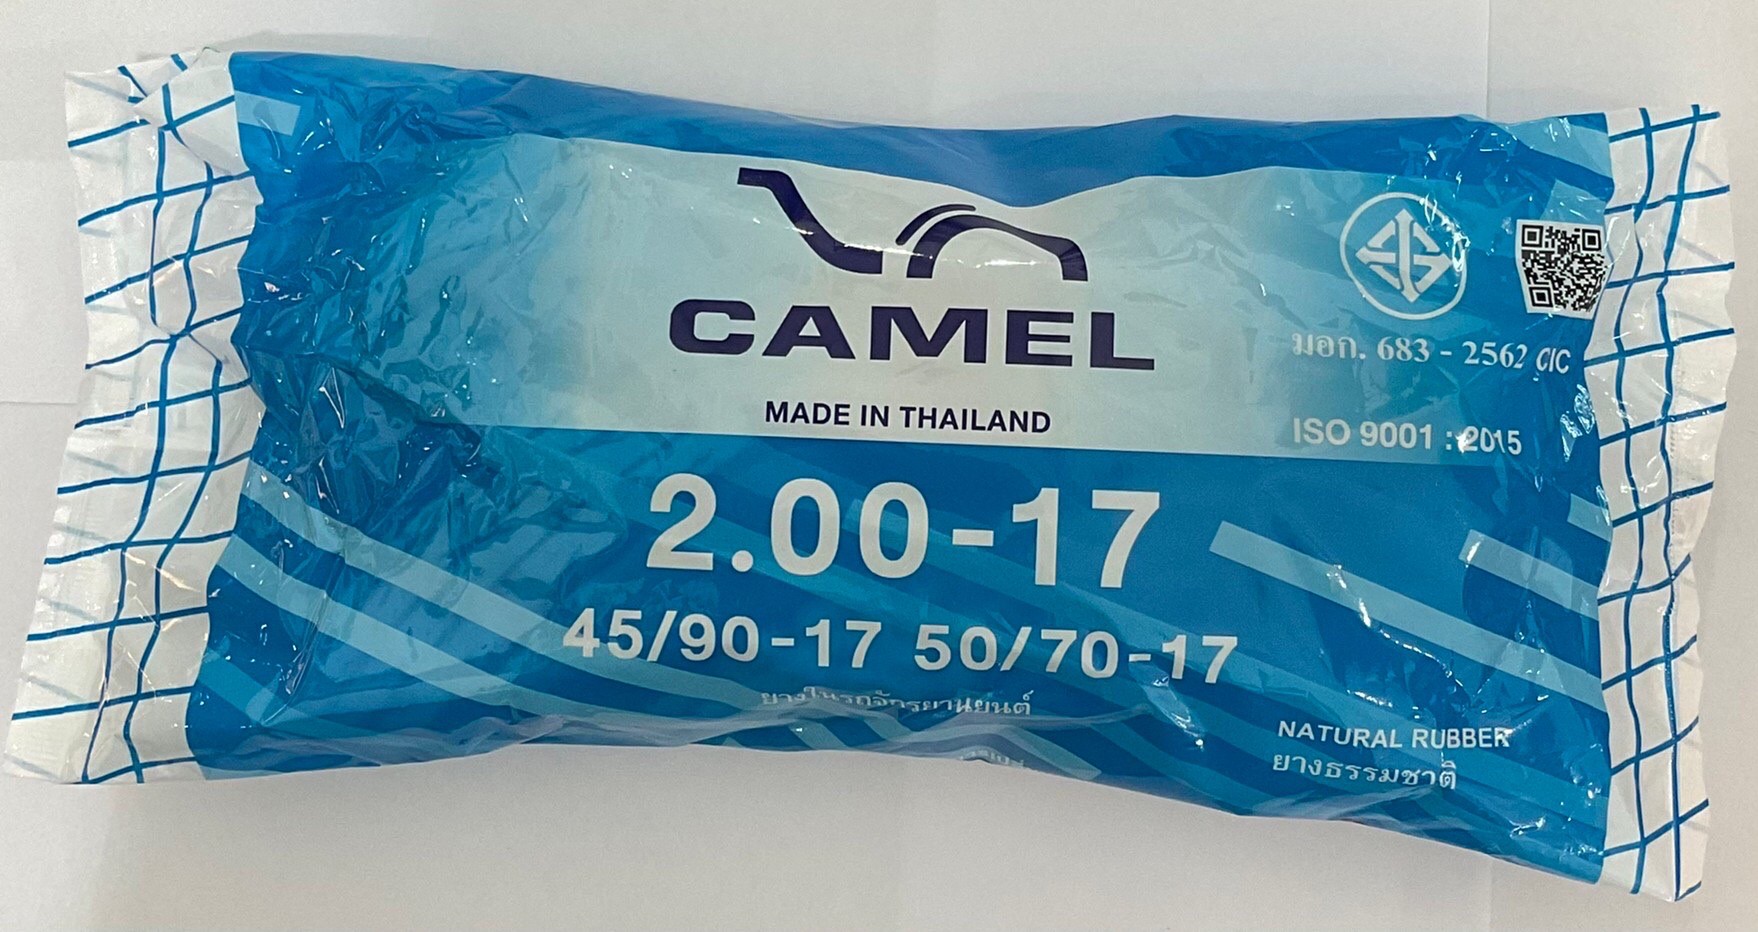 CAMEL
MADE IN THAILAND
มอก. 683 - 2562 CIC
ISO 9001 : 2015
2.00-17
45/90-17 50/70-17
ยางในรถจักรยานยนต์
NATURAL RUBBER
ยางธรรมชาติ